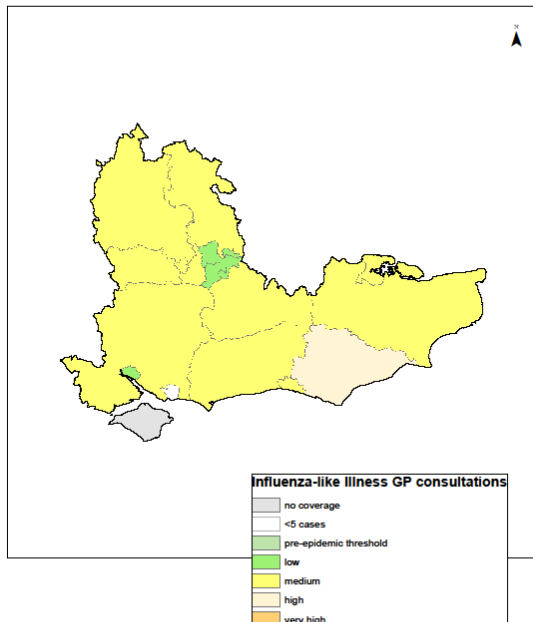 N
Influenza-like Illness GP consultations
no coverage
<5 cases
pre-epidemic threshold
low
medium
high
very high